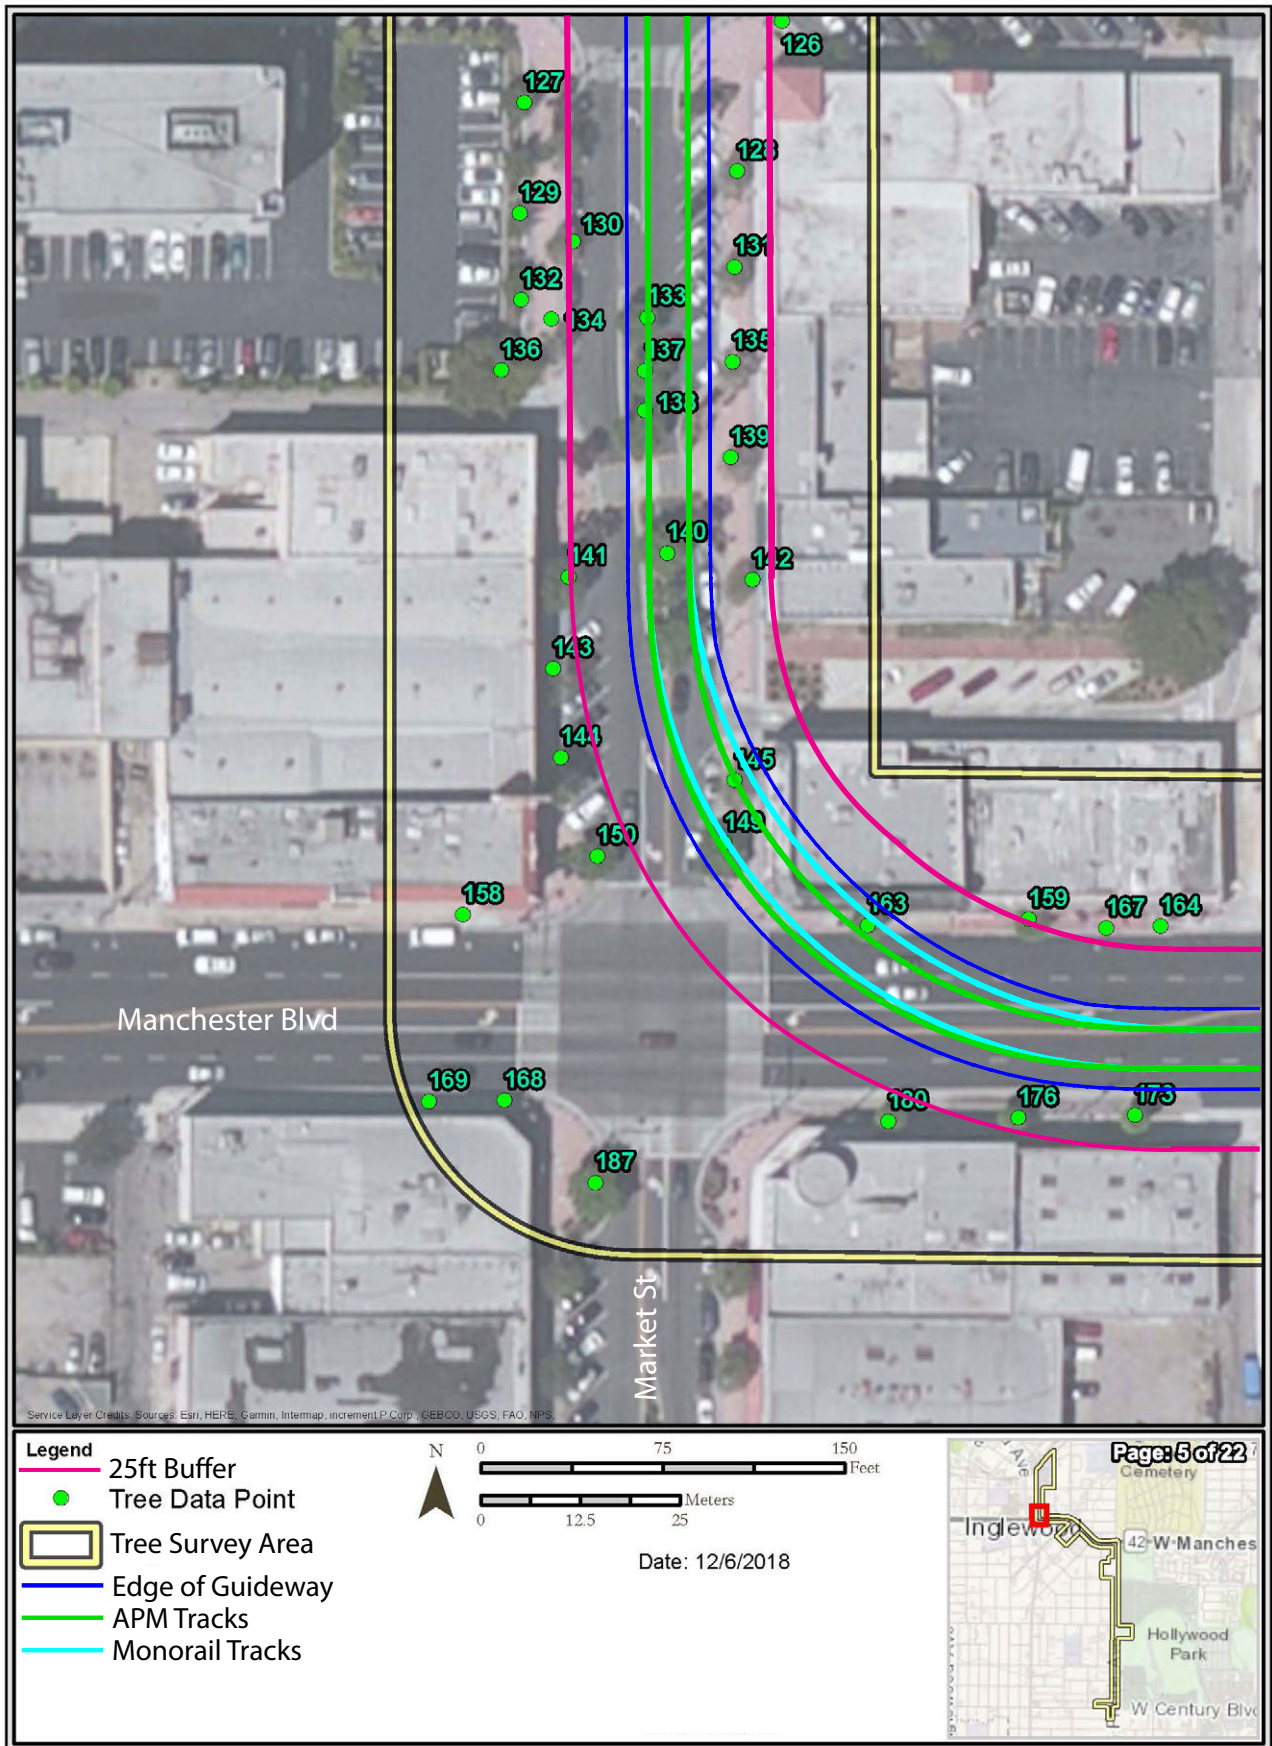 126
127
128
129
130
131
132
133
134
135
136
137
138
139
140
141
142
143
144
145
149
150
158
163
159
167
164
Manchester Blvd
169
168
180
176
173
187
Market St
Service Layer Credits: Sources: Esri, HERE, Garmin, Intermap, increment P Corp., GEBCO, USGS, FAO, NPS,
Legend
25ft Buffer
Tree Data Point
Tree Survey Area
Edge of Guideway
APM Tracks
Monorail Tracks
N
0 75 150
Feet
Meters
0 12.5 25
Date: 12/6/2018
Page: 5 of 22
Ave
Cemetery
Inglewood
42 W Manches
Hollywood
Park
W Century Blv